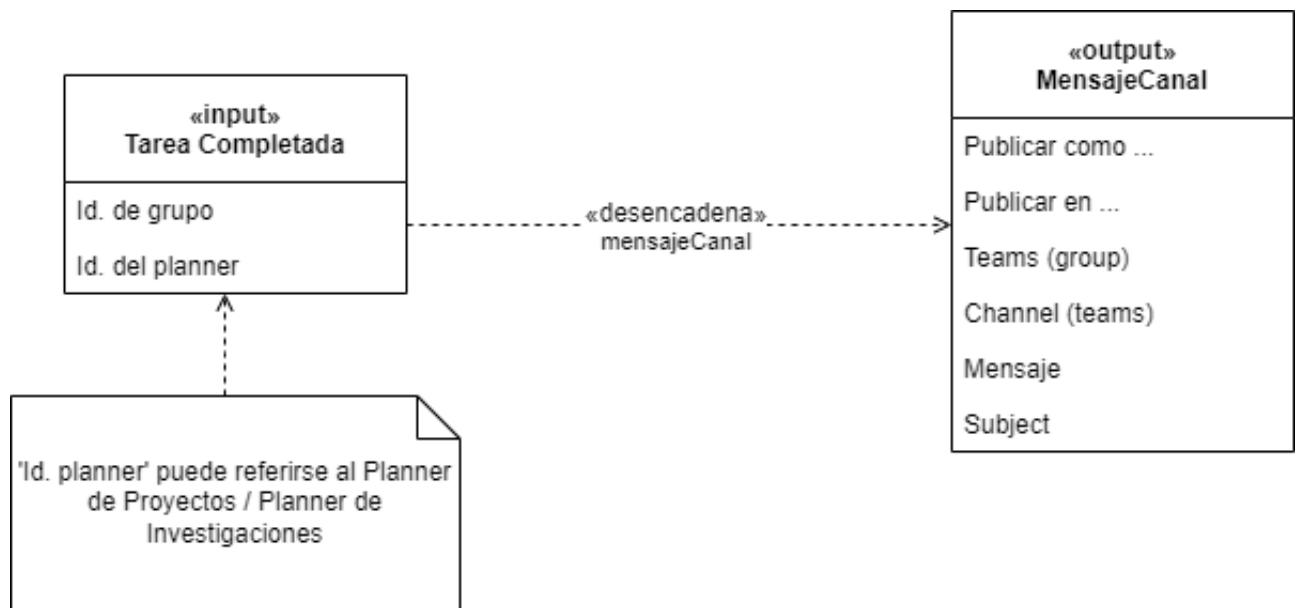 «input»
Tarea Completada
Id. de grupo
Id. del planner
«desencadena»
mensajeCanal
«output»
MensajeCanal
Publicar como ...
Publicar en ...
Teams (group)
Channel (teams)
Mensaje
Subject
'Id. planner' puede referirse al Planner
de Proyectos / Planner de
Investigaciones